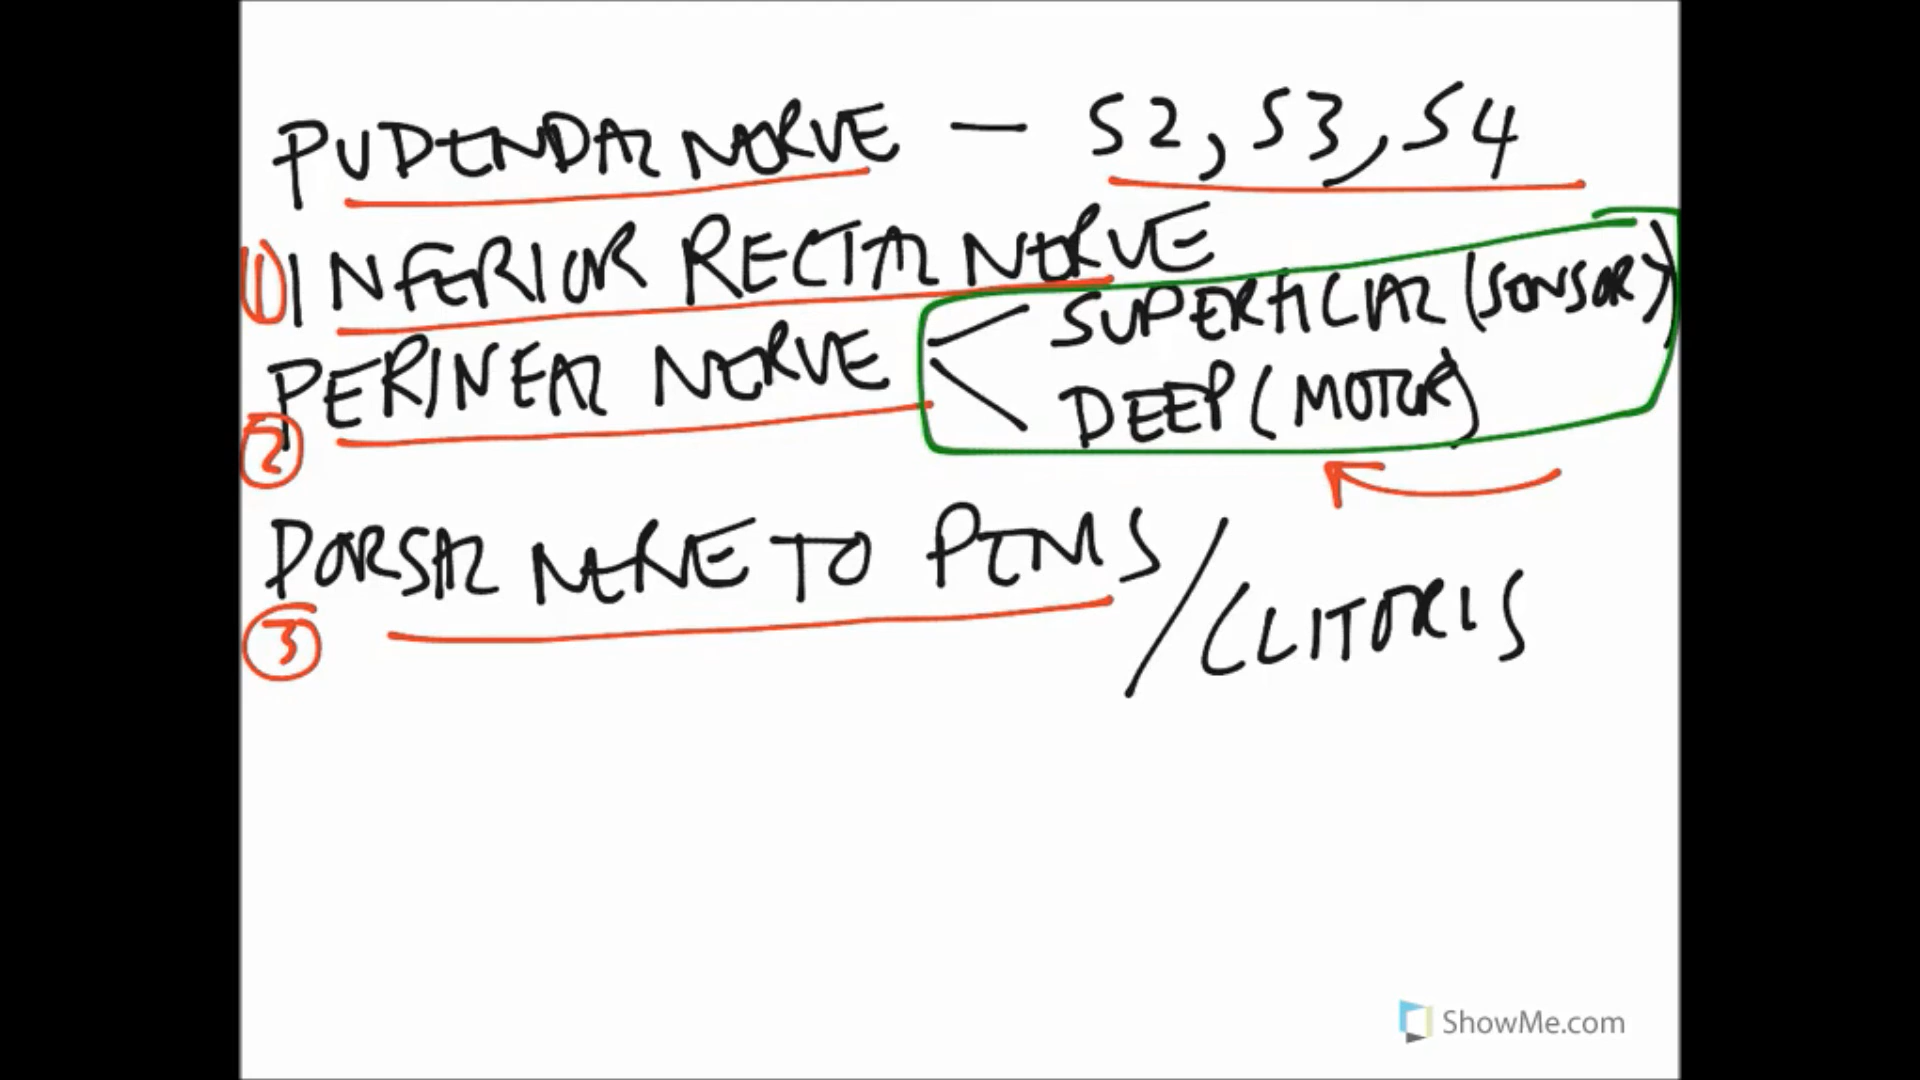 PUDENDAL NERVE — S2, S3, S4
① INFERIOR RECTAL NERVE
PERINEAL NERVE < SUPERFICIAL (SENSORY)
DEEP (MOTOR)
②
DORSAL NERVE TO PENIS / CLITORIS
③
ShowMe.com